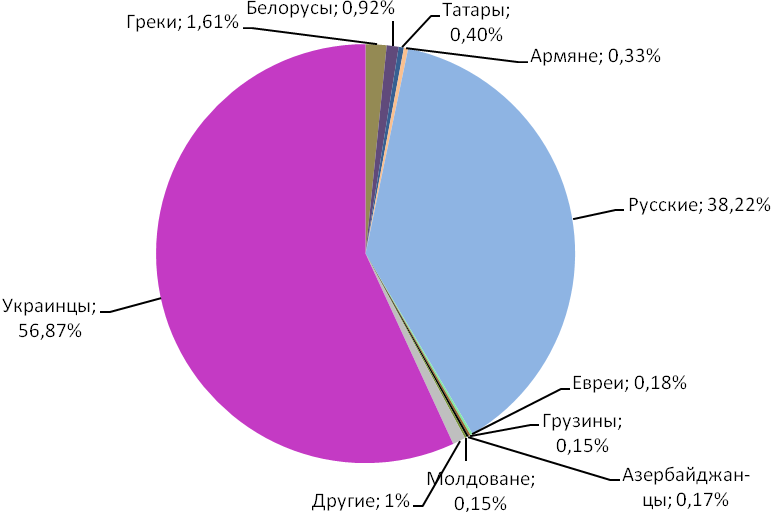 Белорусы; 0,92%
Татары;
0,40%
Греки; 1,61%
Армяне; 0,33%
Русские; 38,22%
Украинцы;
56,87%
Евреи; 0,18%
Грузины;
0,15%
Азербайджан-
цы; 0,17%
Молдоване;
0,15%
Другие; 1%